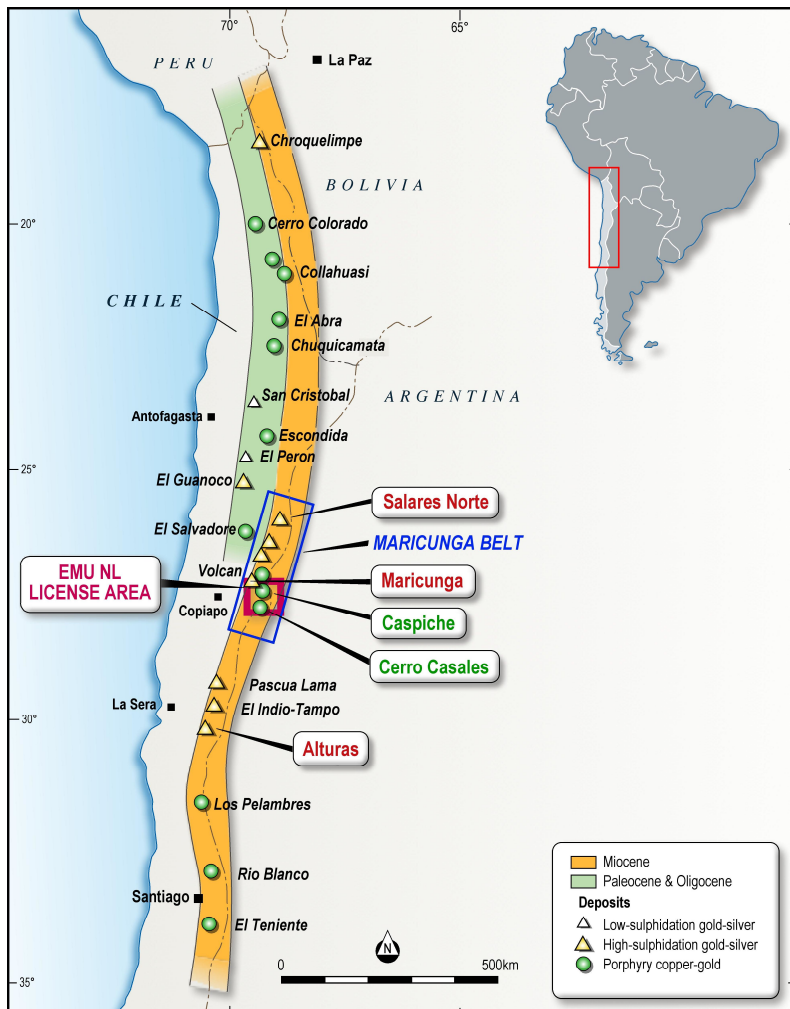 70°
65°
PERU
La Paz
Chroquelimpe
BOLIVIA
20°
Cerro Colorado
Collahuasi
CHILE
El Abra
Chuquicamata
San Cristobal
ARGENTINA
Antofagasta
Escondida
El Peron
25°
El Guanoco
Salares Norte
El Salvadore
MARICUNGA BELT
EMU NL
LICENSE AREA
Volcan
Maricunga
Copiapo
Caspiche
Cerro Casales
Pascua Lama
La Sera
El Indio-Tampo
30°
Alturas
Los Pelambres
Rio Blanco
Santiago
El Teniente
35°
N
0
500km
Miocene
Paleocene & Oligocene
Deposits
Low-sulphidation gold-silver
High-sulphidation gold-silver
Porphyry copper-gold